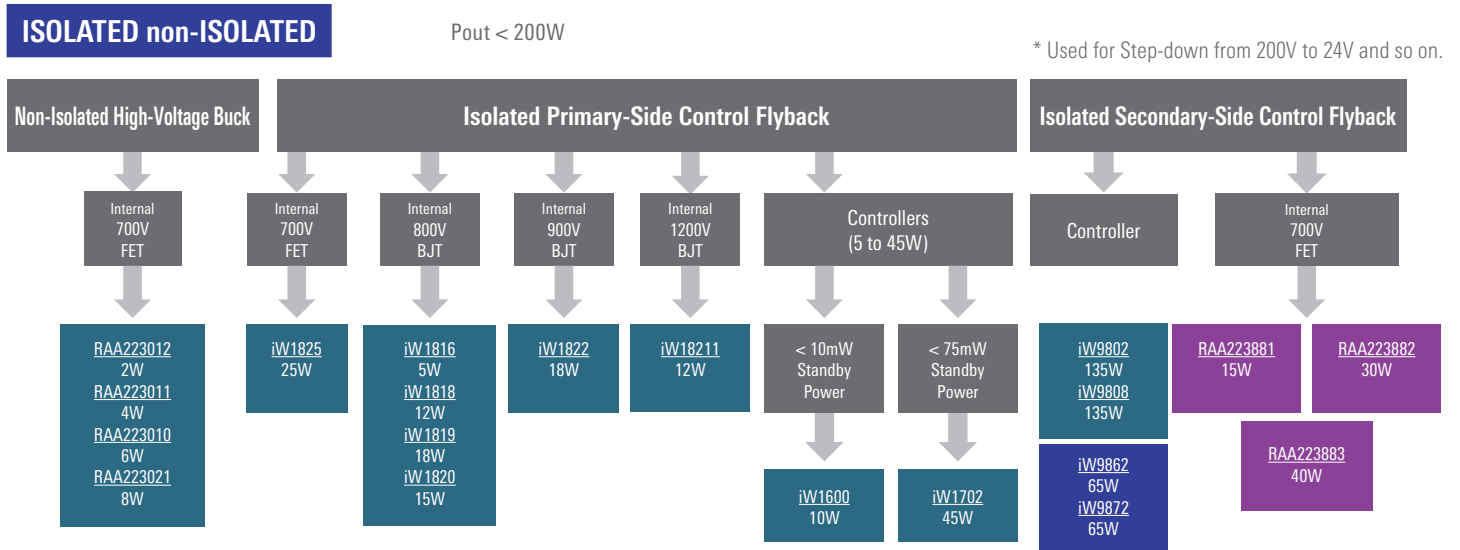 ISOLATED non-ISOLATED
Pout < 200W
* Used for Step-down from 200V to 24V and so on.
Non-Isolated High-Voltage Buck
Isolated Primary-Side Control Flyback
Isolated Secondary-Side Control Flyback
Internal
700V
FET
Internal
700V
FET
Internal
800V
BJT
Internal
900V
BJT
Internal
1200V
BJT
Controllers
(5 to 45W)
Controller
Internal
700V
FET
RAA223012
2W
RAA223011
4W
RAA223010
6W
RAA223021
8W
iW1825
25W
iW1816
5W
iW1818
12W
iW1819
18W
iW1820
15W
iW1822
18W
iW18211
12W
< 10mW
Standby
Power
< 75mW
Standby
Power
iW1600
10W
iW1702
45W
iW9802
135W
iW9808
135W
iW9862
65W
iW9872
65W
RAA223881
15W
RAA223882
30W
RAA223883
40W